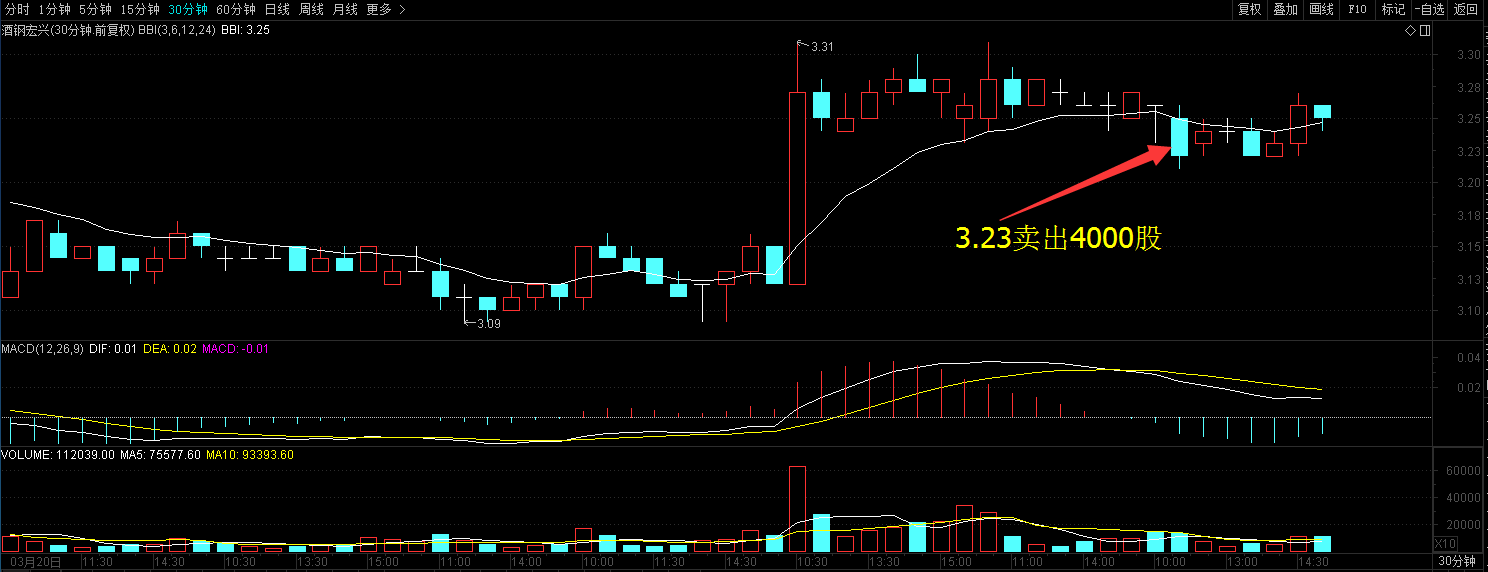 分时 1分钟 5分钟 15分钟 30分钟 60分钟 日线 周线 月线 更多 > 复权 叠加 画线 F10 标记 -自选 返回
酒钢宏兴(30分钟.前复权) BBI(3,6,12,24) BBI: 3.25
3.31
3.30
3.28
3.25
3.23
3.20
3.18
3.15
3.13
3.10
3.23卖出4000股
3.09
MACD(12,26,9) DIF: 0.01 DEA: 0.02 MACD: -0.01
0.04
0.02
VOLUME: 112039.00 MA5: 75577.60 MA10: 93393.60
60000
40000
20000
X10
03月20日 11:30 14:00 10:30 13:30 15:00 11:00 14:00 10:00 11:30 14:30 10:30 13:30 15:00 11:00 14:00 10:00 13:00 14:30 30分钟